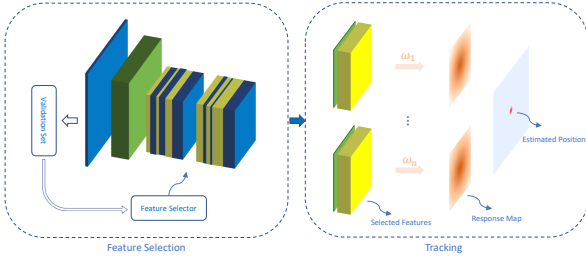 Validation Set
Feature Selector
Feature Selection
ω1
...
ωn
Estimated Position
Selected Features
Response Map
Tracking